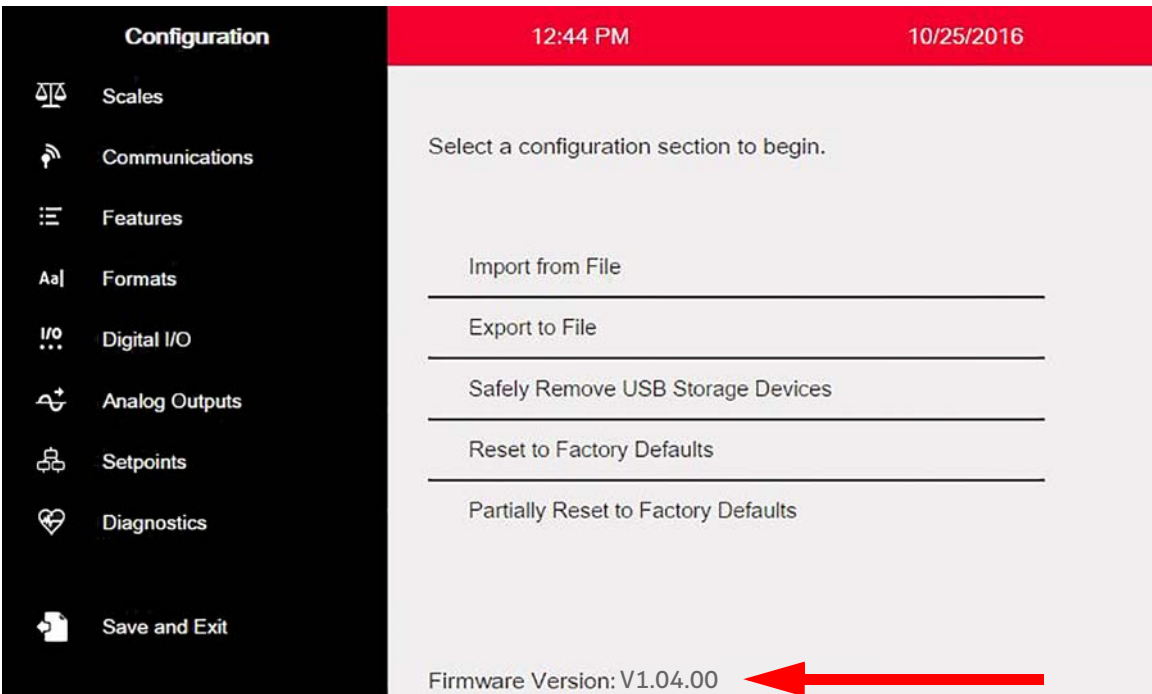 Configuration
12:44 PM
10/25/2016
Scales
Communications
Features
Aa|
Formats
I/O
Digital I/O
Analog Outputs
Setpoints
Diagnostics
Save and Exit
Select a configuration section to begin.
Import from File
Export to File
Safely Remove USB Storage Devices
Reset to Factory Defaults
Partially Reset to Factory Defaults
Firmware Version: V1.04.00